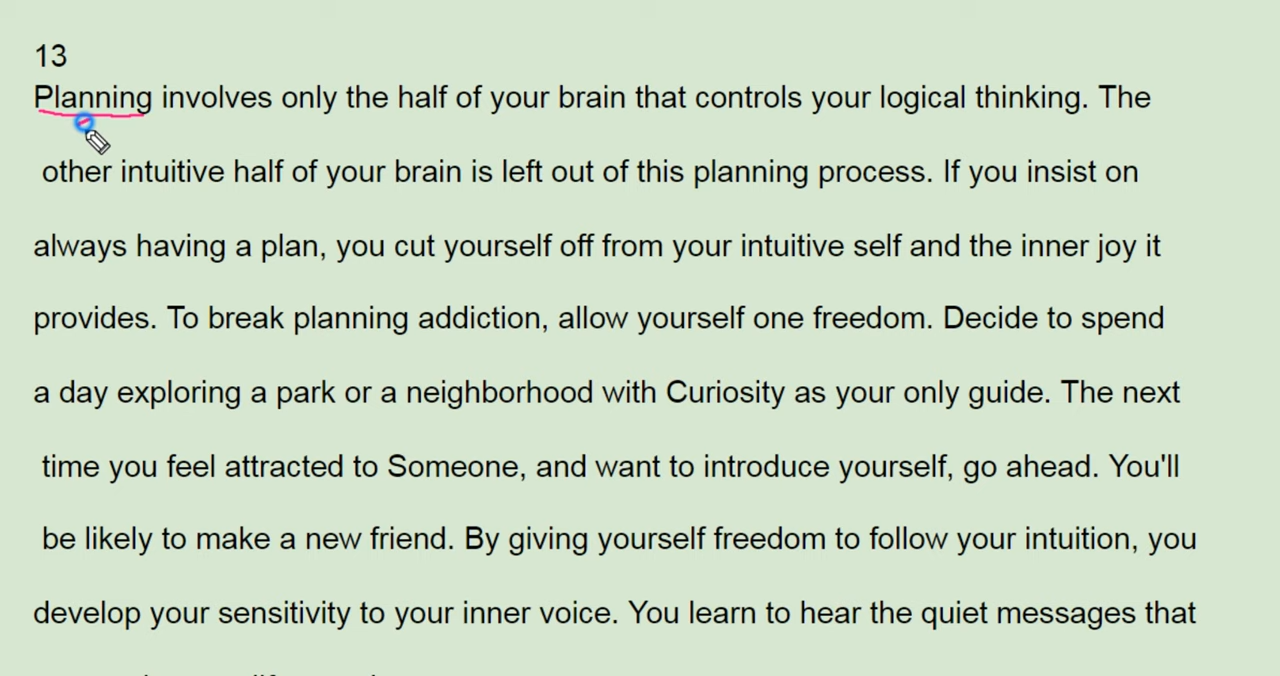 13
Planning involves only the half of your brain that controls your logical thinking. The
other intuitive half of your brain is left out of this planning process. If you insist on
always having a plan, you cut yourself off from your intuitive self and the inner joy it
provides. To break planning addiction, allow yourself one freedom. Decide to spend
a day exploring a park or a neighborhood with Curiosity as your only guide. The next
time you feel attracted to Someone, and want to introduce yourself, go ahead. You'll
be likely to make a new friend. By giving yourself freedom to follow your intuition, you
develop your sensitivity to your inner voice. You learn to hear the quiet messages that